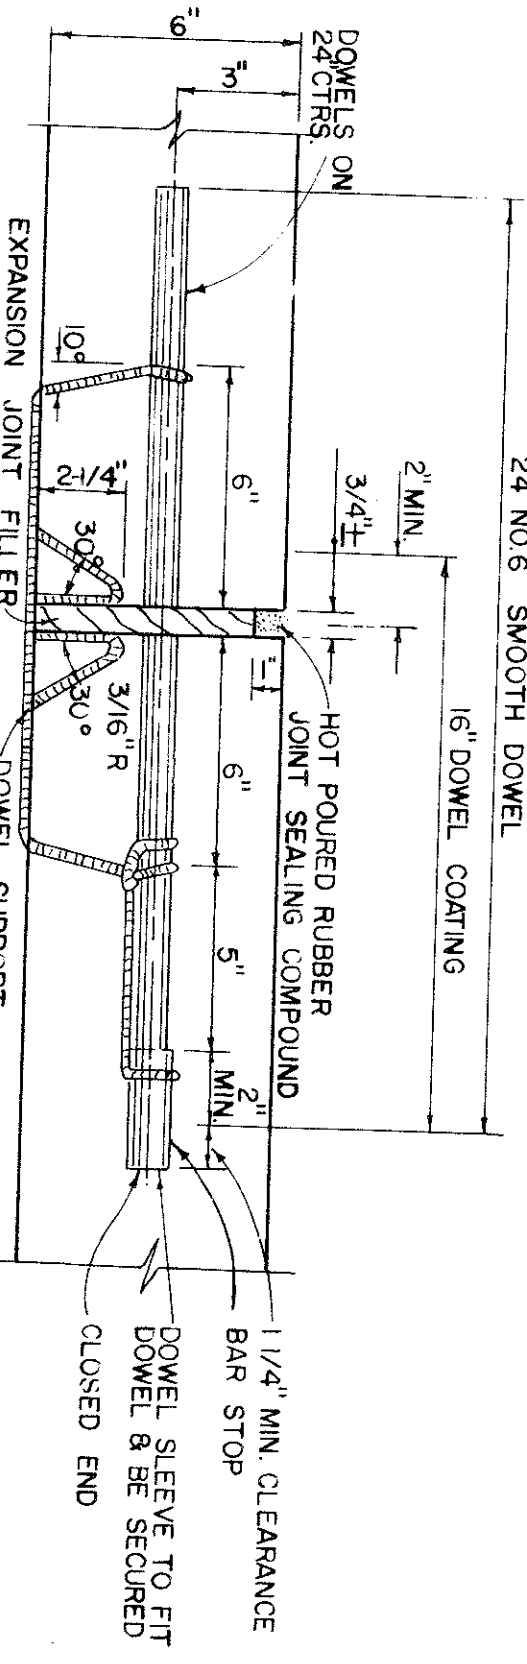 24 NO.6 SMOOTH DOWEL
16" DOWEL COATING
2" MIN.
3/4"±
DOWELS ON
24"CTRS.
6"
3"
HOT POURED RUBBER
JOINT SEALING COMPOUND
1"
6"
6"
5"
2"
MIN.
1 1/4" MIN. CLEARANCE
BAR STOP
DOWEL SLEEVE TO FIT
DOWEL & BE SECURED
CLOSED END
10°
2-1/4"
30°
30°
3/16"R
EXPANSION JOINT FILLER
DOWEL SUPPORT